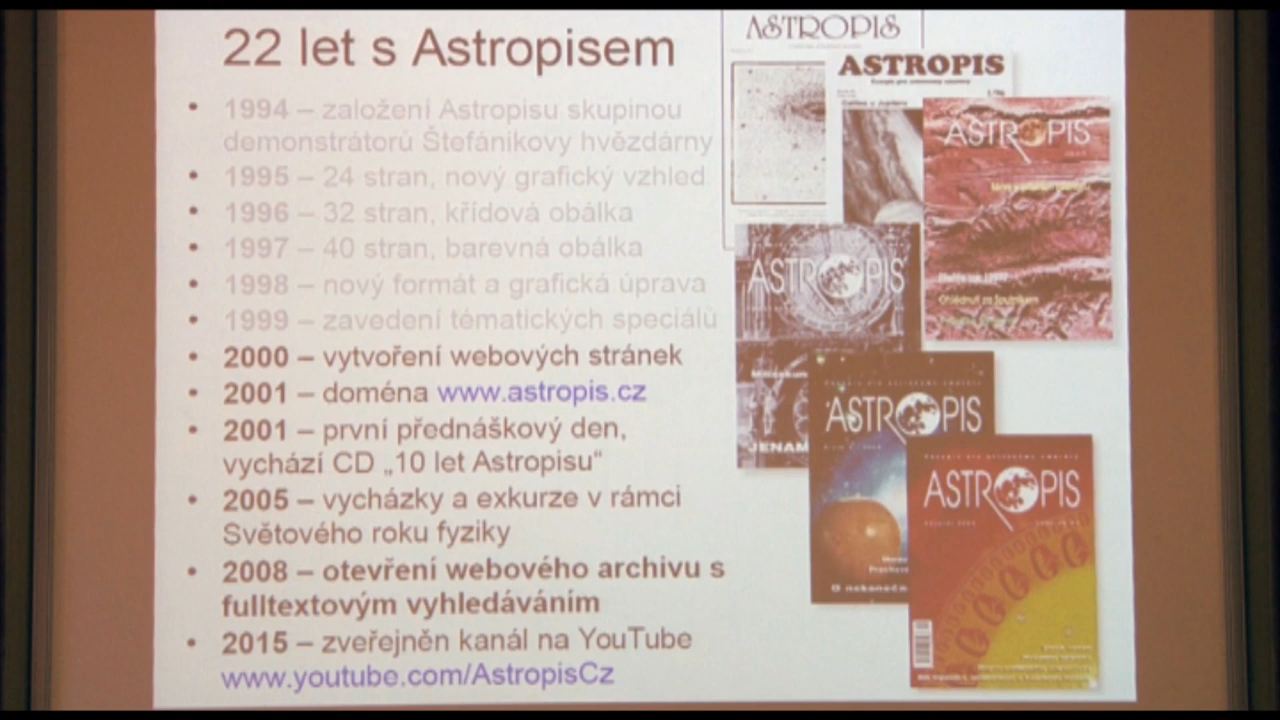 22 let s Astropisem
• 1994 – založení Astropisu skupinou
demonstrátorů Štefánikovy hvězdárny
• 1995 – 24 stran, nový grafický vzhled
• 1996 – 32 stran, křídová obálka
• 1997 – 40 stran, barevná obálka
• 1998 – nový formát a grafická úprava
• 1999 – zavedení tématických speciálů
• 2000 – vytvoření webových stránek
• 2001 – doména www.astropis.cz
• 2001 – první přednáškový den,
vychází CD „10 let Astropisu“
• 2005 – vycházky a exkurze v rámci
Světového roku fyziky
• 2008 – otevření webového archivu s
fulltextovým vyhledáváním
• 2015 – zveřejněn kanál na YouTube
www.youtube.com/AstropisCz
ASTROPIS
ASTROPIS
ASTROPIS
ASTROPIS
JENAM
ASTROPIS
ASTROPIS